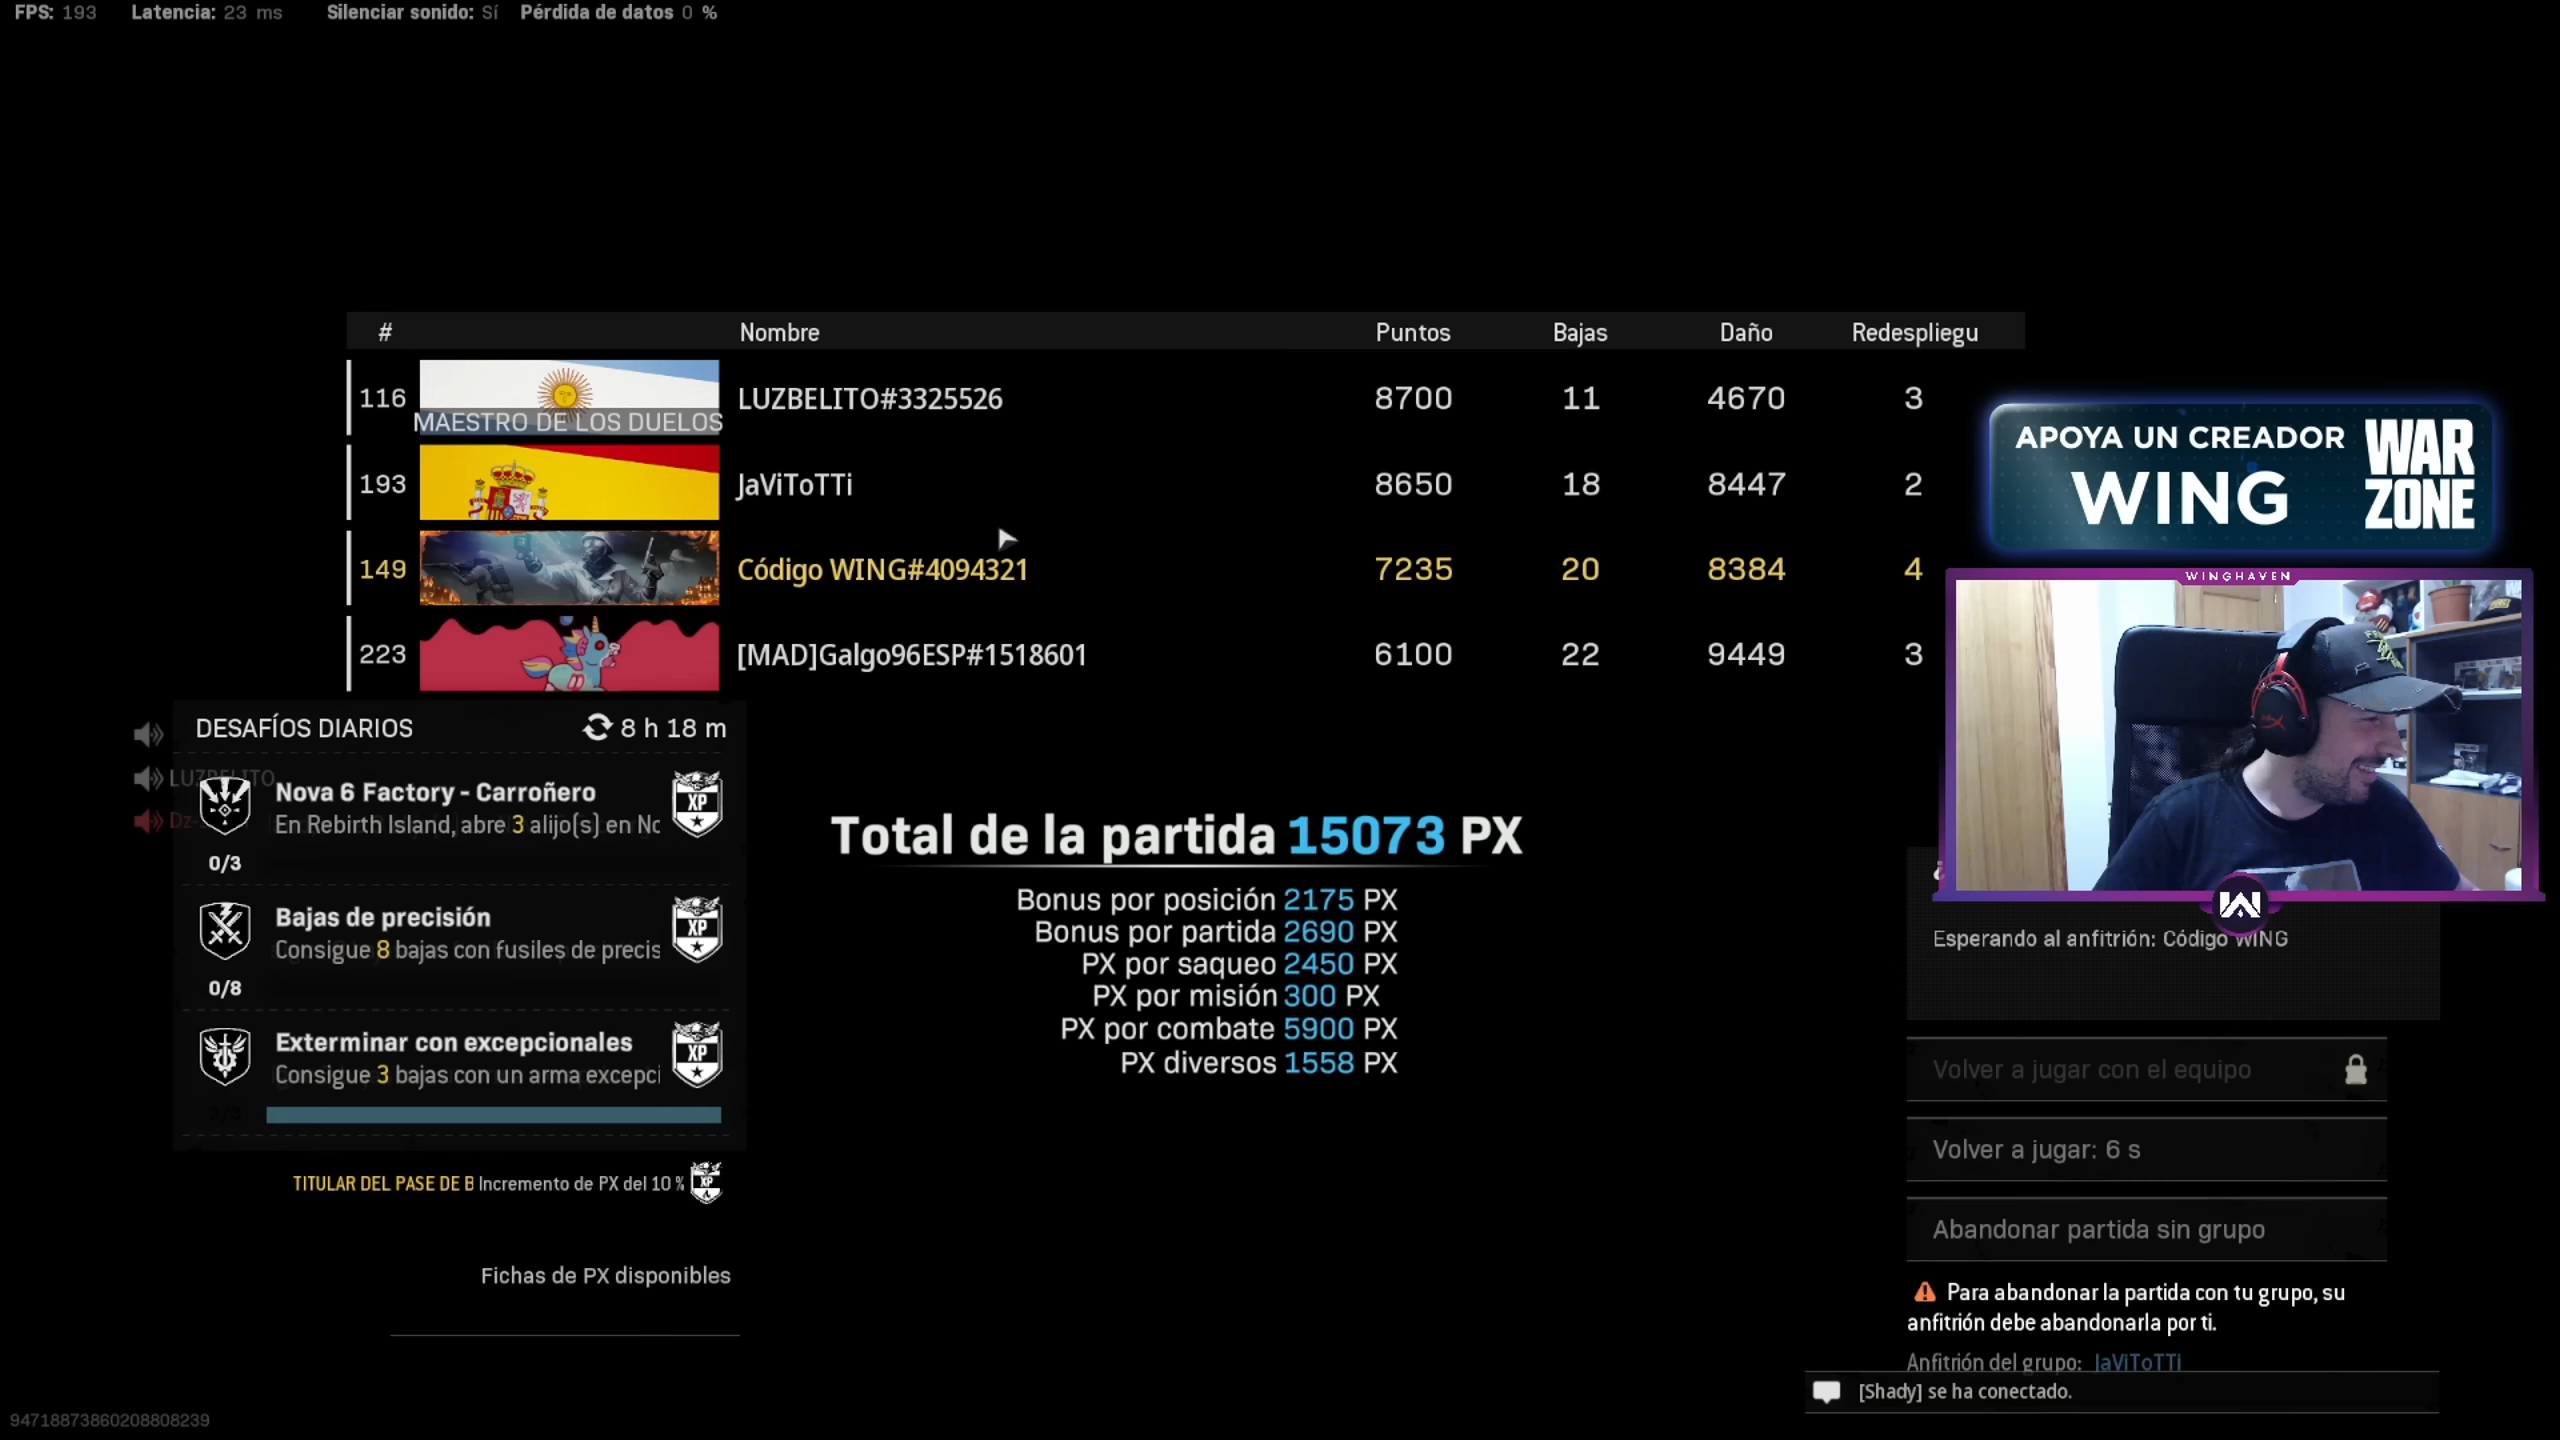 FPS: 193 Latencia: 23 ms Silenciar sonido: Sí Pérdida de datos 0 %
# Nombre Puntos Bajas Daño Redespliegu
116 MAESTRO DE LOS DUELOS LUZBELITO#3325526 8700 11 4670 3
193 JaViToTTi 8650 18 8447 2
149 Código WING#4094321 7235 20 8384 4
223 [MAD]Galgo96ESP#1518601 6100 22 9449 3
APOYA UN CREADOR
WING
WAR
ZONE
WINGHAVEN
DESAFÍOS DIARIOS 8 h 18 m
LUZBELITO
Nova 6 Factory - Carroñero
En Rebirth Island, abre 3 alijo(s) en No
XP
0/3
Bajas de precisión
Consigue 8 bajas con fusiles de precis
XP
0/8
Exterminar con excepcionales
Consigue 3 bajas con un arma excepci
XP
3/3
TITULAR DEL PASE DE B Incremento de PX del 10 % XP
Fichas de PX disponibles
Total de la partida 15073 PX
Bonus por posición 2175 PX
Bonus por partida 2690 PX
PX por saqueo 2450 PX
PX por misión 300 PX
PX por combate 5900 PX
PX diversos 1558 PX
Esperando al anfitrión: Código WING
Volver a jugar con el equipo
Volver a jugar: 6 s
Abandonar partida sin grupo
Para abandonar la partida con tu grupo, su
anfitrión debe abandonarla por ti.
Anfitrión del grupo: JaViToTTi
[Shady] se ha conectado.
94718873860208808239